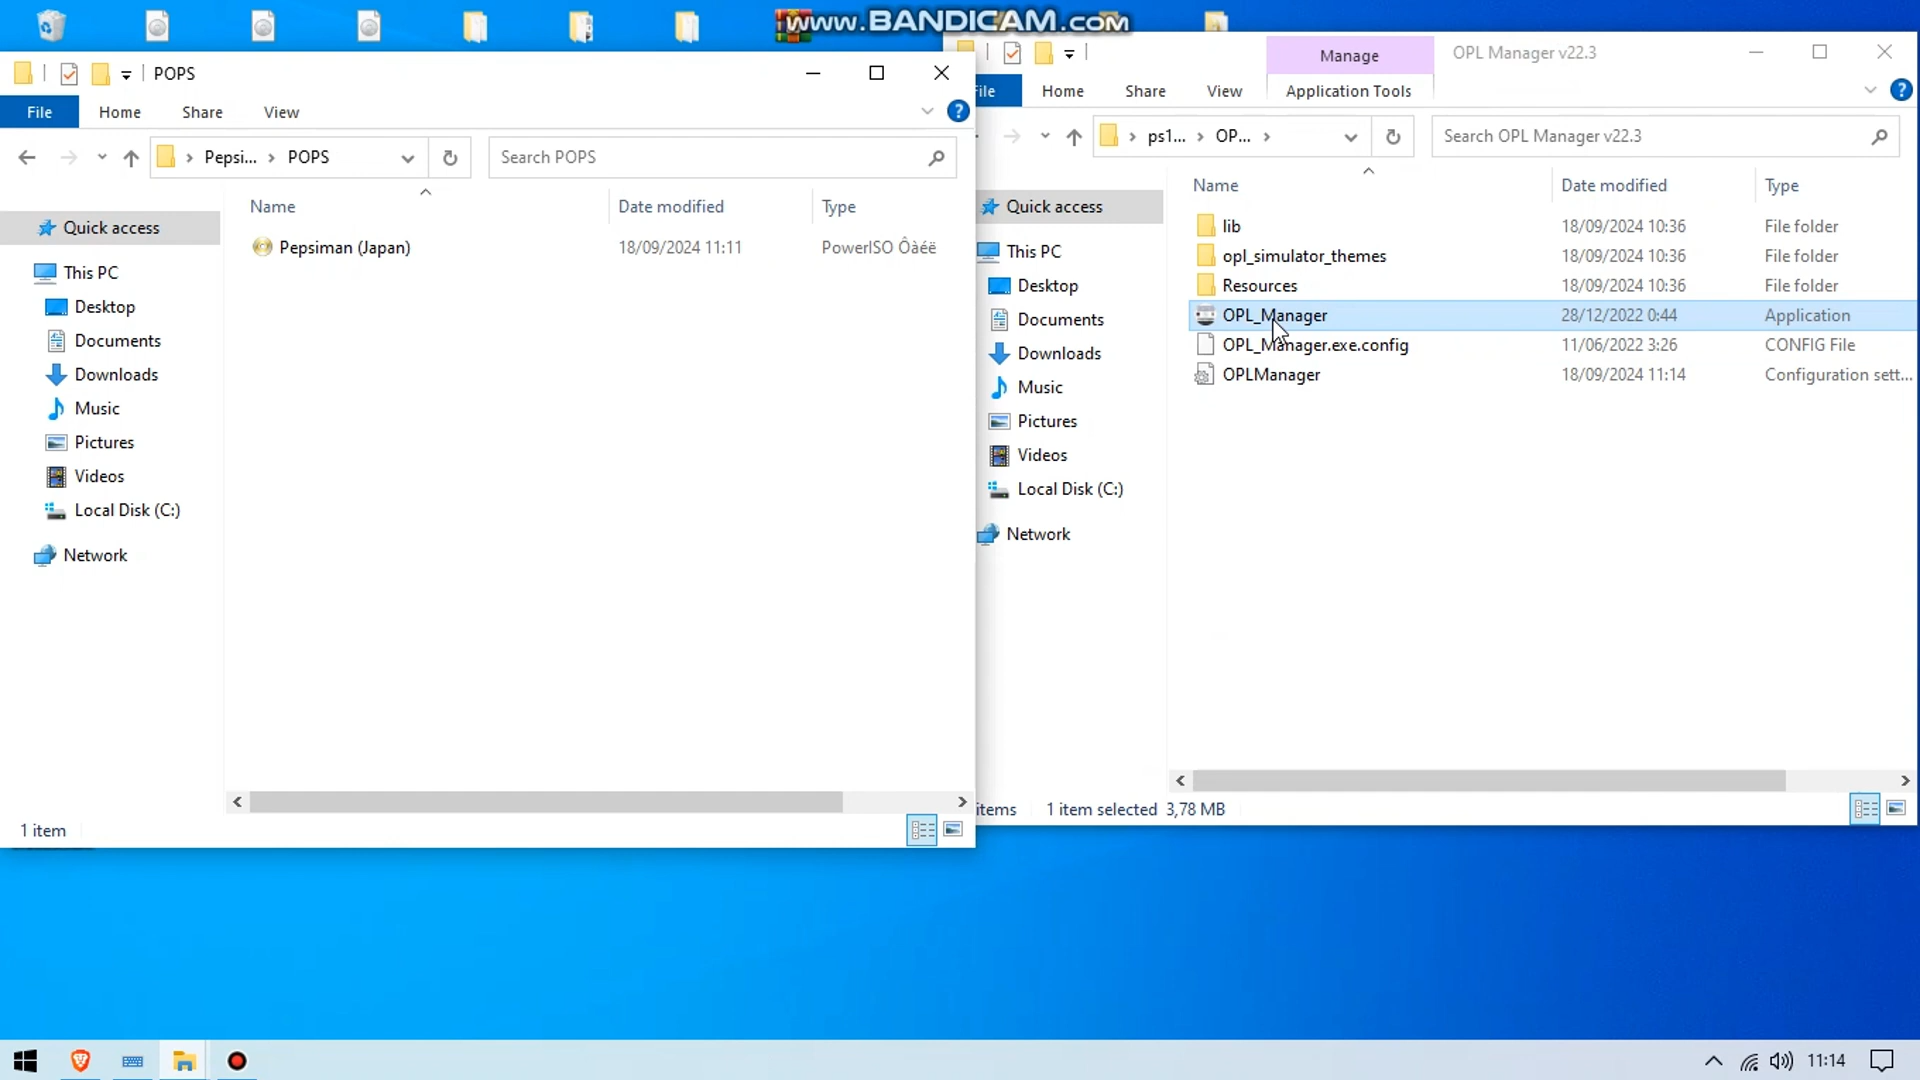 www.BANDICAM.com
POPS
File Home Share View
Pepsi... POPS
Search POPS
Name Date modified Type
Pepsiman (Japan) 18/09/2024 11:11 PowerISO Ôàéë
Quick access
This PC
Desktop
Documents
Downloads
Music
Pictures
Videos
Local Disk (C:)
Network
1 item
Manage OPL Manager v22.3
File Home Share View Application Tools
ps1... OP...
Search OPL Manager v22.3
Name Date modified Type
lib 18/09/2024 10:36 File folder
opl_simulator_themes 18/09/2024 10:36 File folder
Resources 18/09/2024 10:36 File folder
OPL_Manager 28/12/2022 0:44 Application
OPL_Manager.exe.config 11/06/2022 3:26 CONFIG File
OPLManager 18/09/2024 11:14 Configuration sett...
Quick access
This PC
Desktop
Documents
Downloads
Music
Pictures
Videos
Local Disk (C:)
Network
items 1 item selected 3,78 MB
11:14